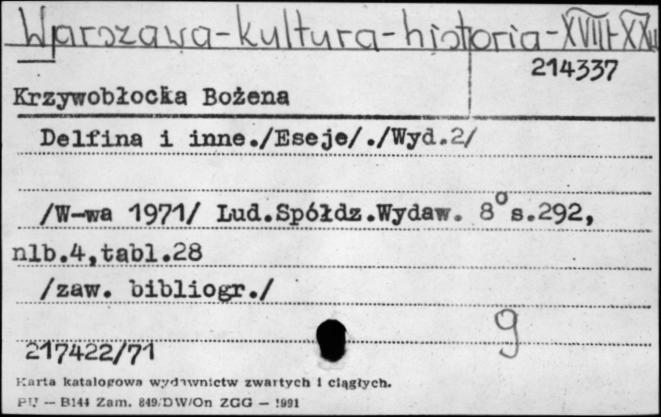 Warszawa-kultura-historia-XVIII-XXw
214337
Krzywobłocka Bożena
Delfina i inne./Eseje/./Wyd.2/
/W-wa 1971/ Lud.Spółdz.Wydaw. 8° s.292,
nlb.4,tabl.28
/zaw. bibliogr./
g
217422/71
Karta katalogowa wydawnictw zwartych i ciągłych.
PU — B144 Zam. 849/DW/On ZGG — 1991